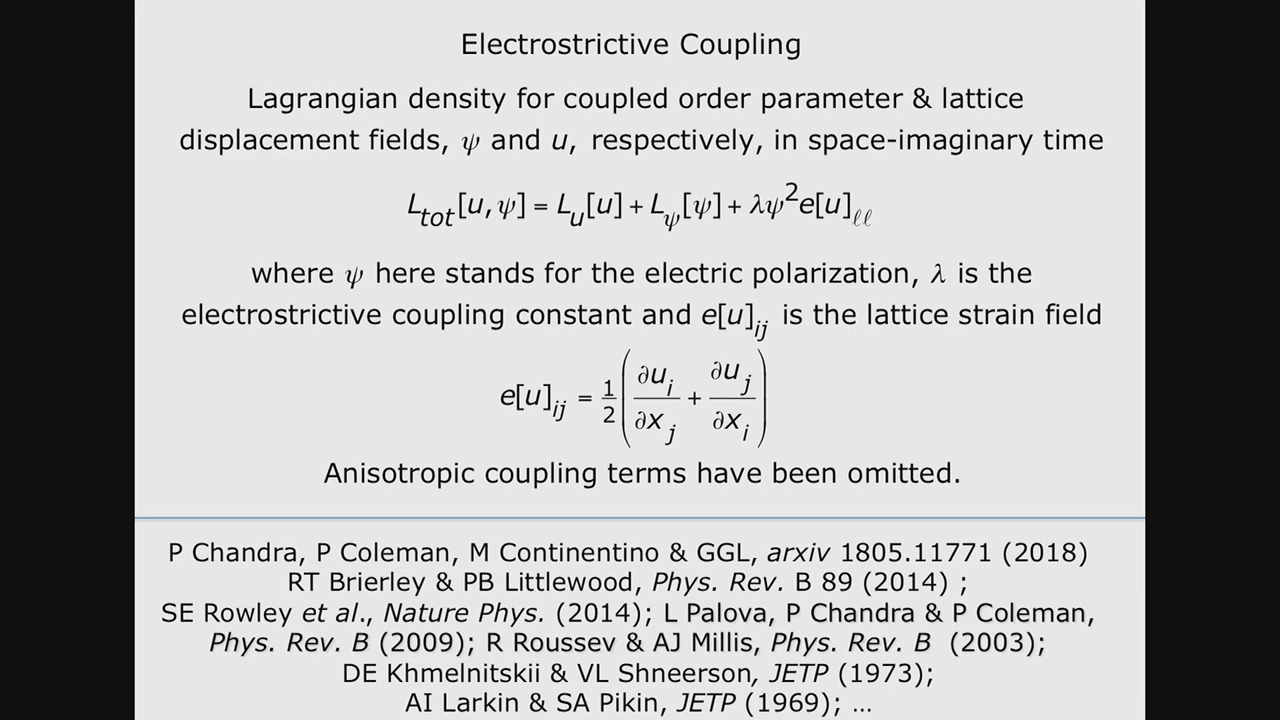 Electrostrictive Coupling
Lagrangian density for coupled order parameter & lattice
displacement fields, ψ and u, respectively, in space-imaginary time
L_tot[u,ψ] = L_u[u] + L_ψ[ψ] + λψ²e[u]_ℓℓ
where ψ here stands for the electric polarization, λ is the
electrostrictive coupling constant and e[u]_ij is the lattice strain field
e[u]_ij = 1/2 (∂u_i/∂x_j + ∂u_j/∂x_i)
Anisotropic coupling terms have been omitted.
P Chandra, P Coleman, M Continentino & GGL, arxiv 1805.11771 (2018)
RT Brierley & PB Littlewood, Phys. Rev. B 89 (2014) ;
SE Rowley et al., Nature Phys. (2014); L Palova, P Chandra & P Coleman,
Phys. Rev. B (2009); R Roussev & AJ Millis, Phys. Rev. B (2003);
DE Khmelnitskii & VL Shneerson, JETP (1973);
AI Larkin & SA Pikin, JETP (1969); ...